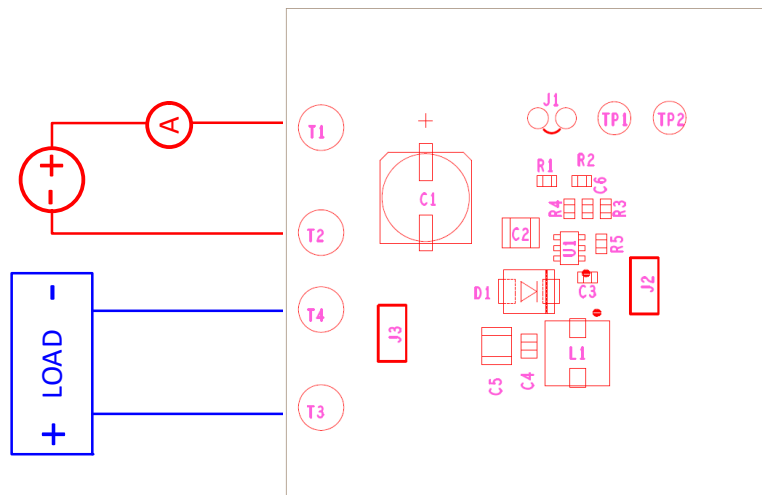 J1
A
T1
TP1
TP2
+
+
-
R1
R2
C6
C1
R4
R3
T2
C2
U1
R5
D1
C3
J2
-
T4
J3
LOAD
L1
C5
C4
T3
+